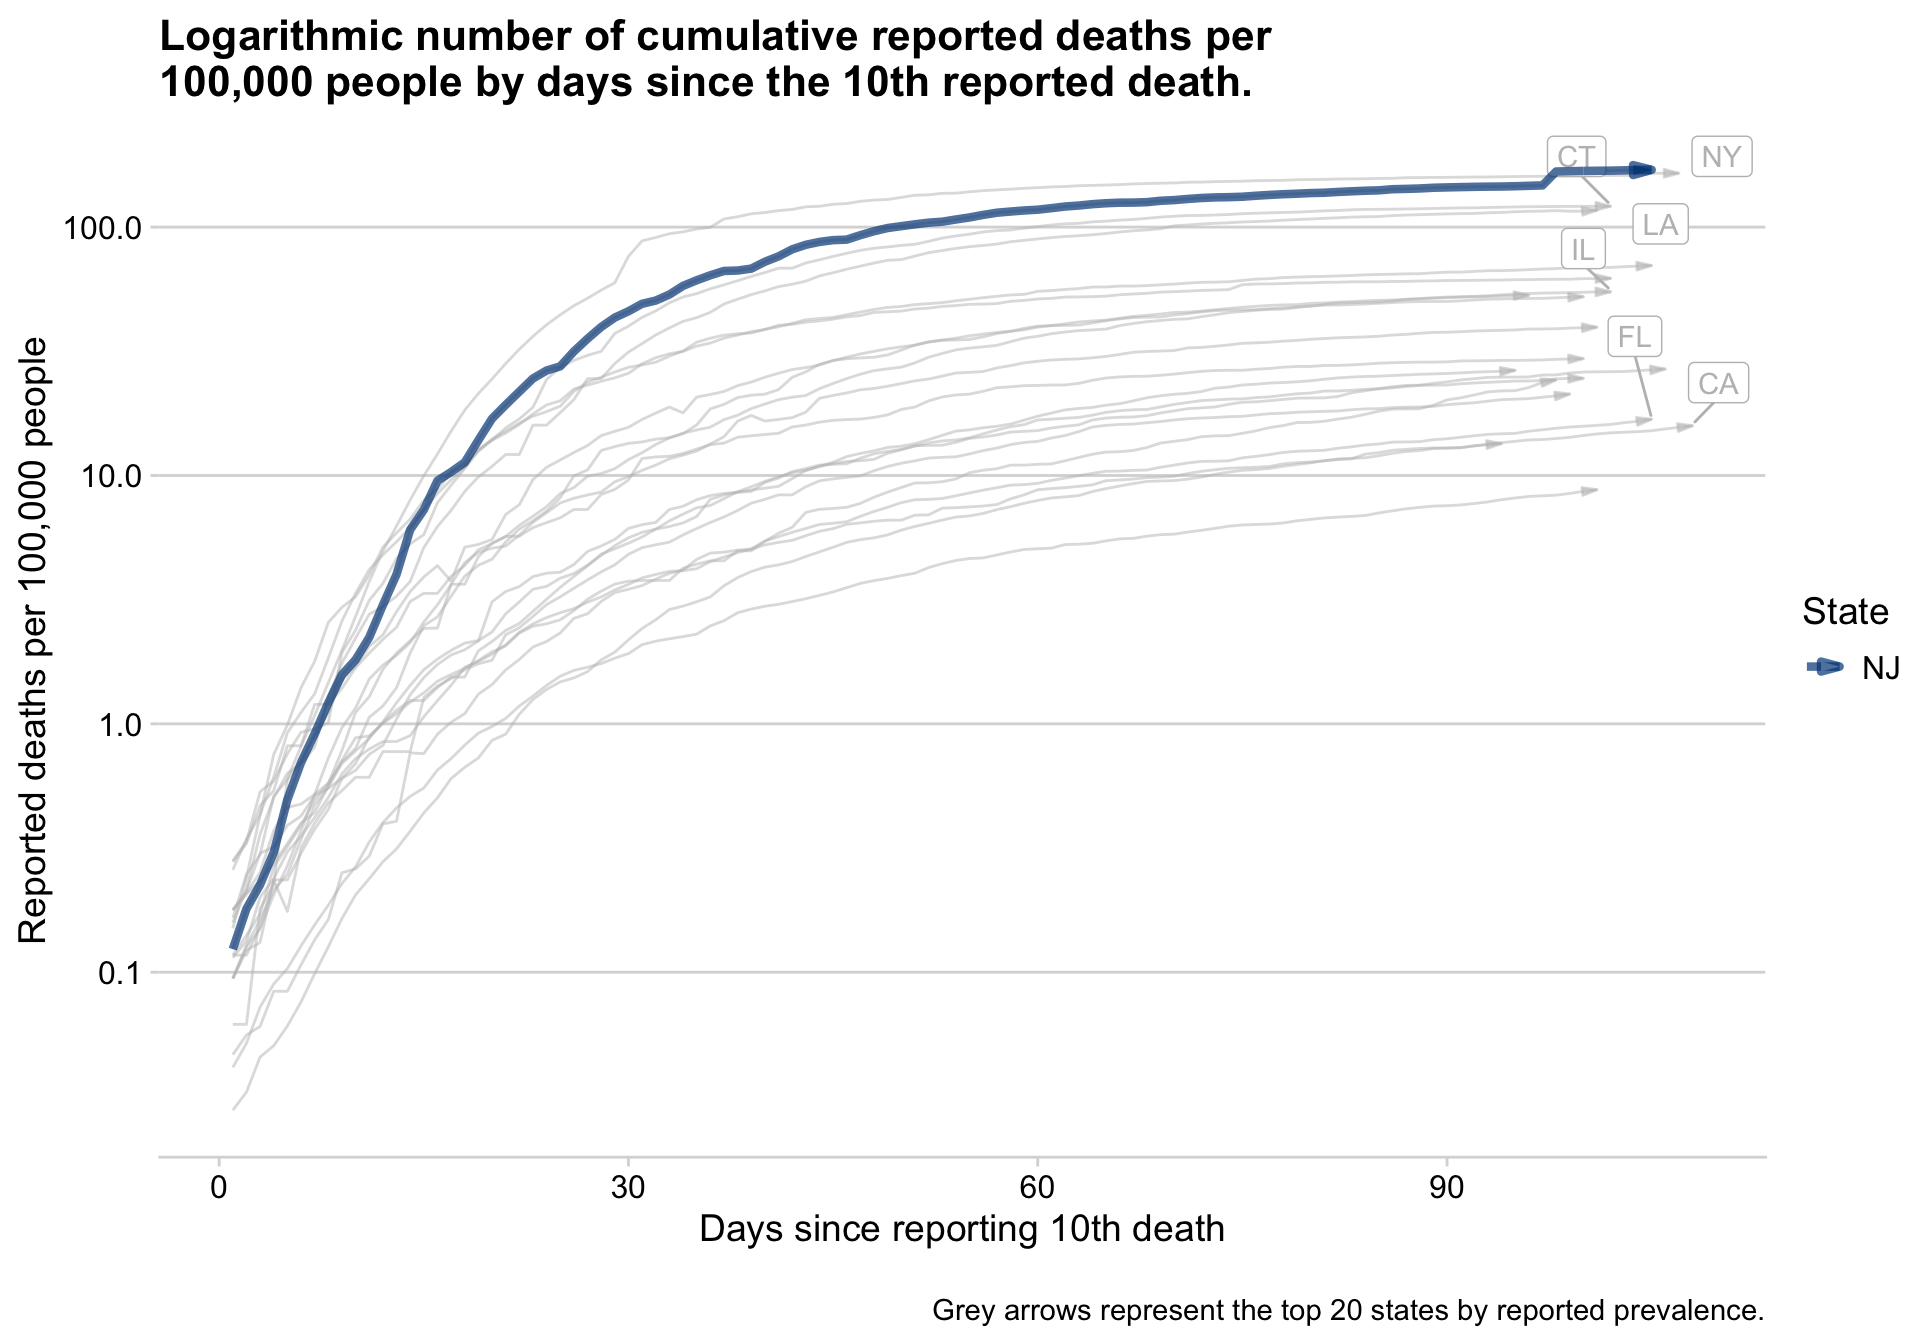 Logarithmic number of cumulative reported deaths per
100,000 people by days since the 10th reported death.
Reported deaths per 100,000 people
100.0
10.0
1.0
0.1
CT
NY
LA
IL
FL
CA
State
NJ
0
30
60
90
Days since reporting 10th death
Grey arrows represent the top 20 states by reported prevalence.